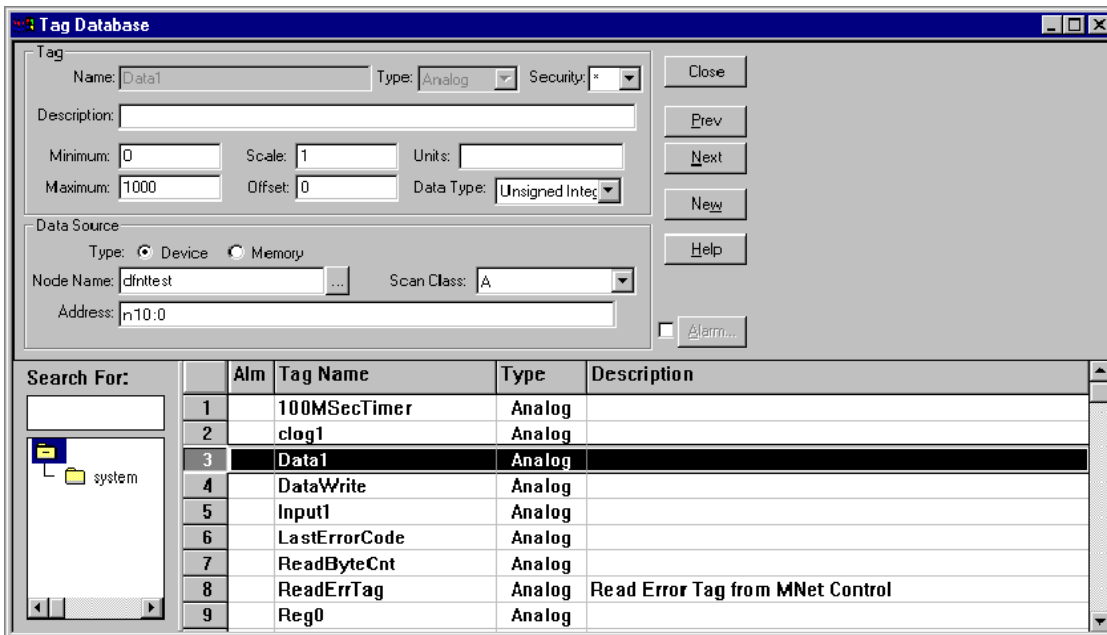 Tag Database
Tag
Name: Data1 Type: Analog Security: *
Close
Description:
Prev
Minimum: 0 Scale: 1 Units:
Next
Maximum: 1000 Offset: 0 Data Type: Unsigned Integ
New
Data Source
Type: Device Memory
Help
Node Name: dfnttest ... Scan Class: A
Address: n10:0
Alarm...
Search For:
system
Alm Tag Name Type Description
1 100MSecTimer Analog
2 clog1 Analog
3 Data1 Analog
4 DataWrite Analog
5 Input1 Analog
6 LastErrorCode Analog
7 ReadByteCnt Analog
8 ReadErrTag Analog Read Error Tag from MNet Control
9 Reg0 Analog